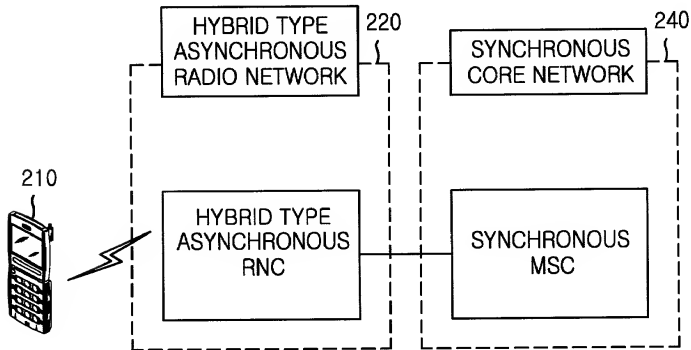 HYBRID TYPE
ASYNCHRONOUS
RADIO NETWORK
220
SYNCHRONOUS
CORE NETWORK
240
210
HYBRID TYPE
ASYNCHRONOUS
RNC
SYNCHRONOUS
MSC